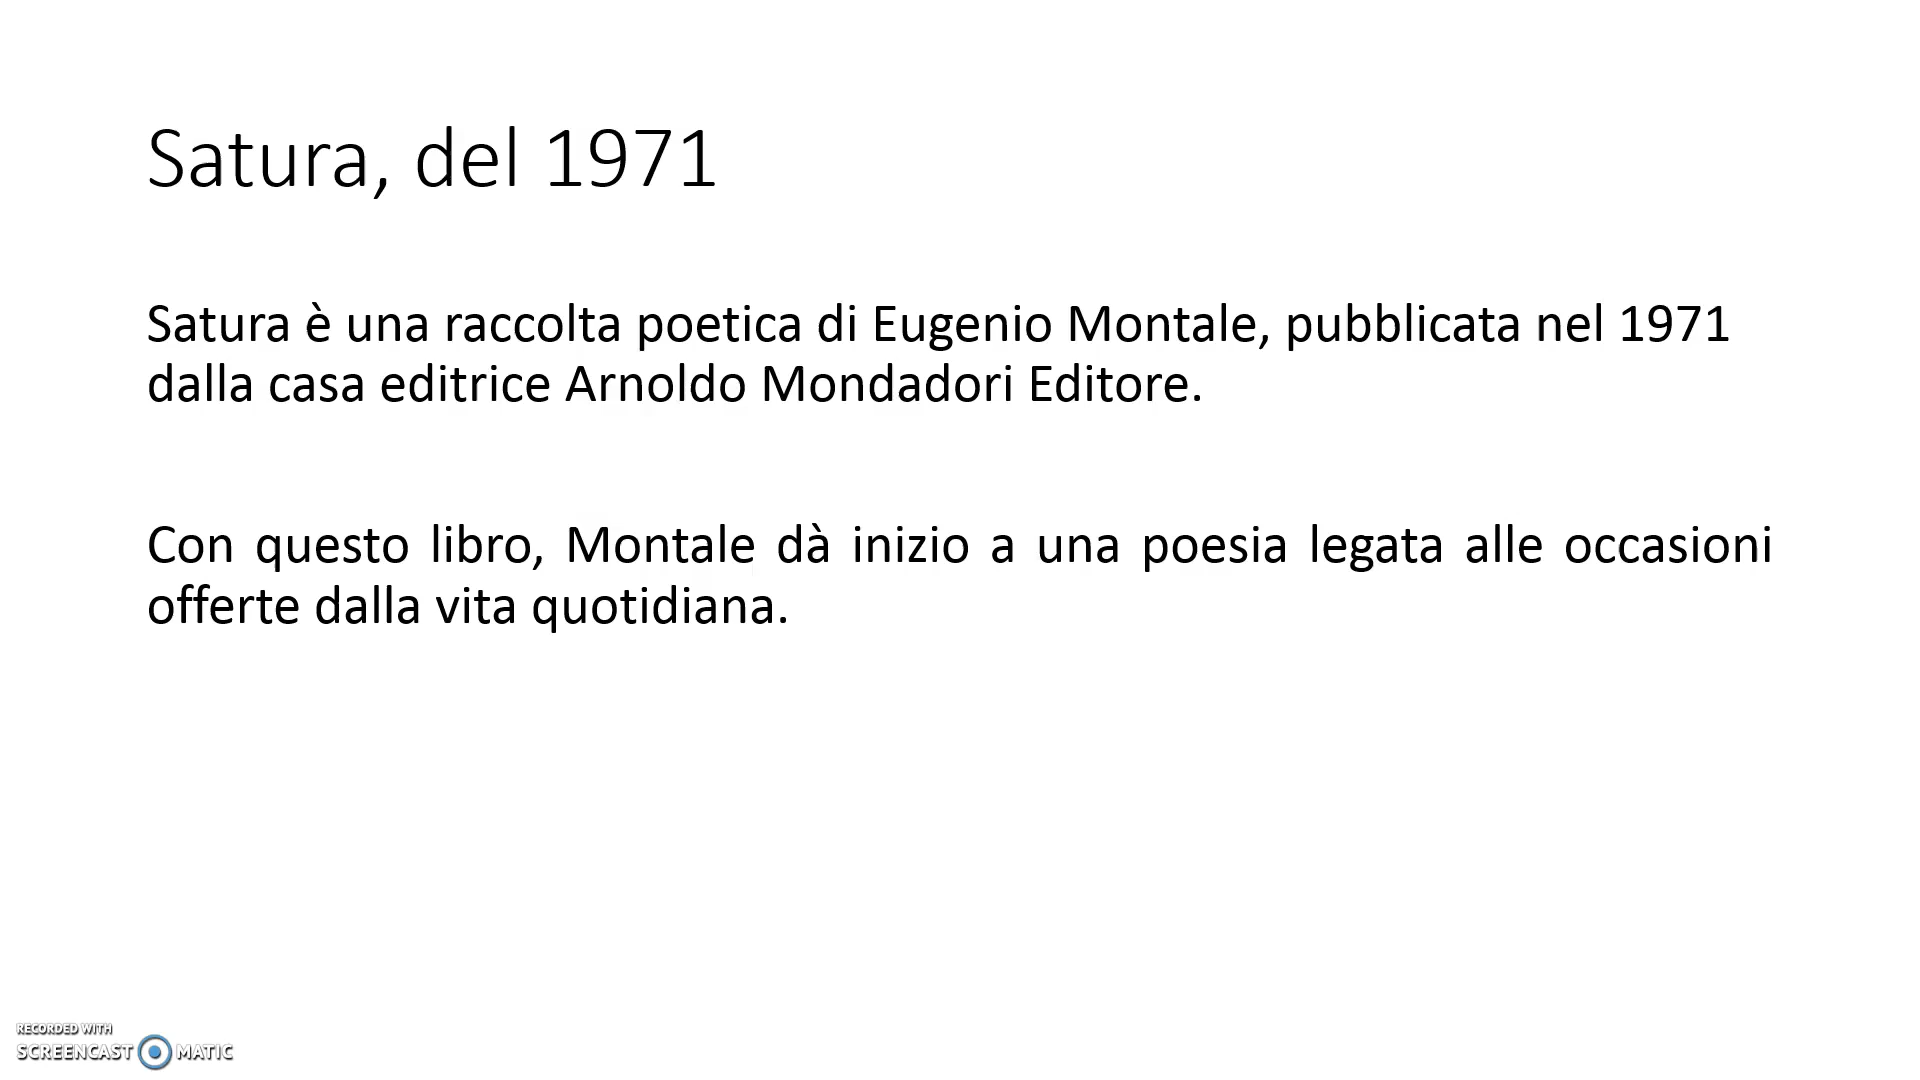 Satura, del 1971
Satura è una raccolta poetica di Eugenio Montale, pubblicata nel 1971
dalla casa editrice Arnoldo Mondadori Editore.
Con questo libro, Montale dà inizio a una poesia legata alle occasioni
offerte dalla vita quotidiana.
RECORDED WITH
SCREENCAST MATIC